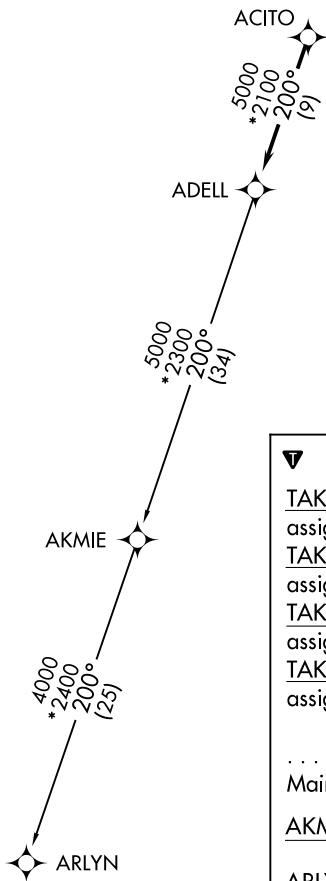 ACITO
5000
*2100
200°
(9)
ADELL
5000
*2300
200°
(34)
AKMIE
4000
*2400
200°
(25)
ARLYN
T
TAK
assig
TAK
assig
TAK
assig
TAK
assig
. . .
Main
AKM